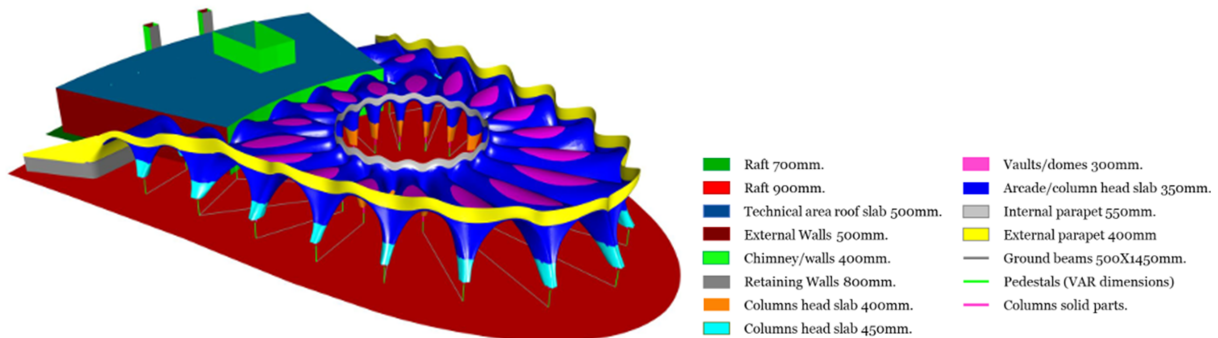 Raft 700mm.
Raft 900mm.
Technical area roof slab 500mm.
External Walls 500mm.
Chimney/walls 400mm.
Retaining Walls 800mm.
Columns head slab 400mm.
Columns head slab 450mm.
Vaults/domes 300mm.
Arcade/column head slab 350mm.
Internal parapet 550mm.
External parapet 400mm
Ground beams 500X1450mm.
Pedestals (VAR dimensions)
Columns solid parts.